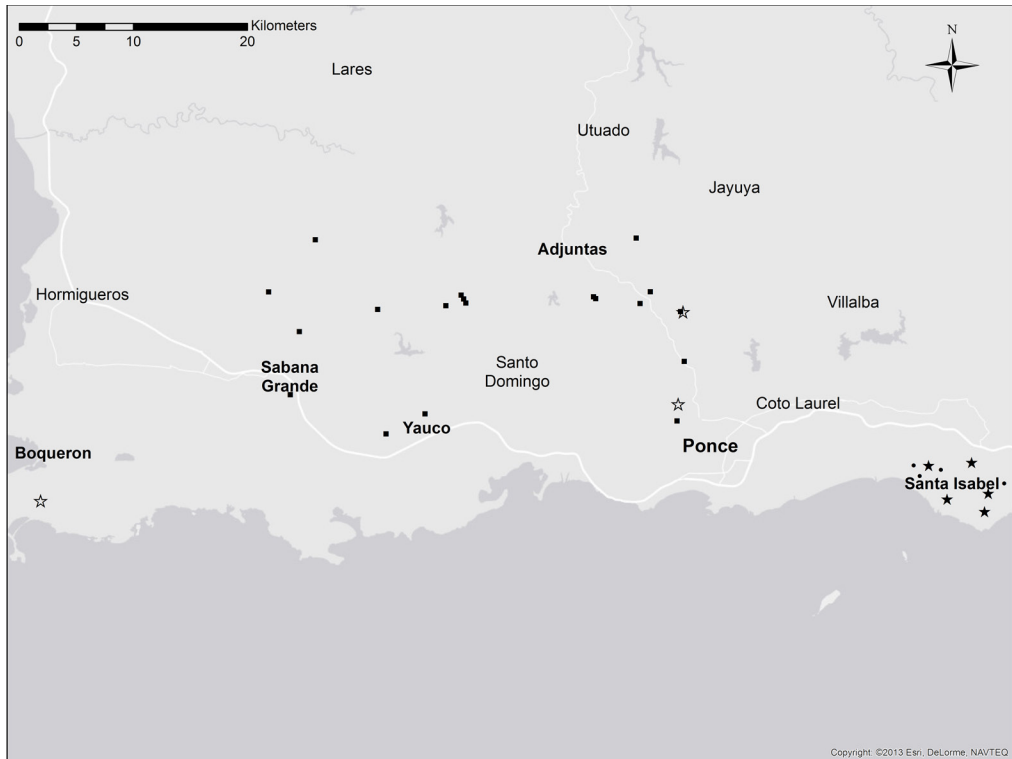 Kilometers
0 5 10 20
N
Lares
Utuado
Jayuya
Adjuntas
Hormigueros
Villalba
Santo
Domingo
Sabana
Grande
Coto Laurel
Yauco
Ponce
Boqueron
Santa Isabel
Copyright: ©2013 Esri, DeLorme, NAVTEQ